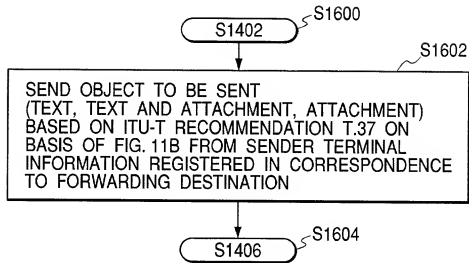 S1402
S1600
S1602
SEND OBJECT TO BE SENT
(TEXT, TEXT AND ATTACHMENT, ATTACHMENT)
BASED ON ITU-T RECOMMENDATION T.37 ON
BASIS OF FIG. 11B FROM SENDER TERMINAL
INFORMATION REGISTERED IN CORRESPONDENCE
TO FORWARDING DESTINATION
S1406
S1604